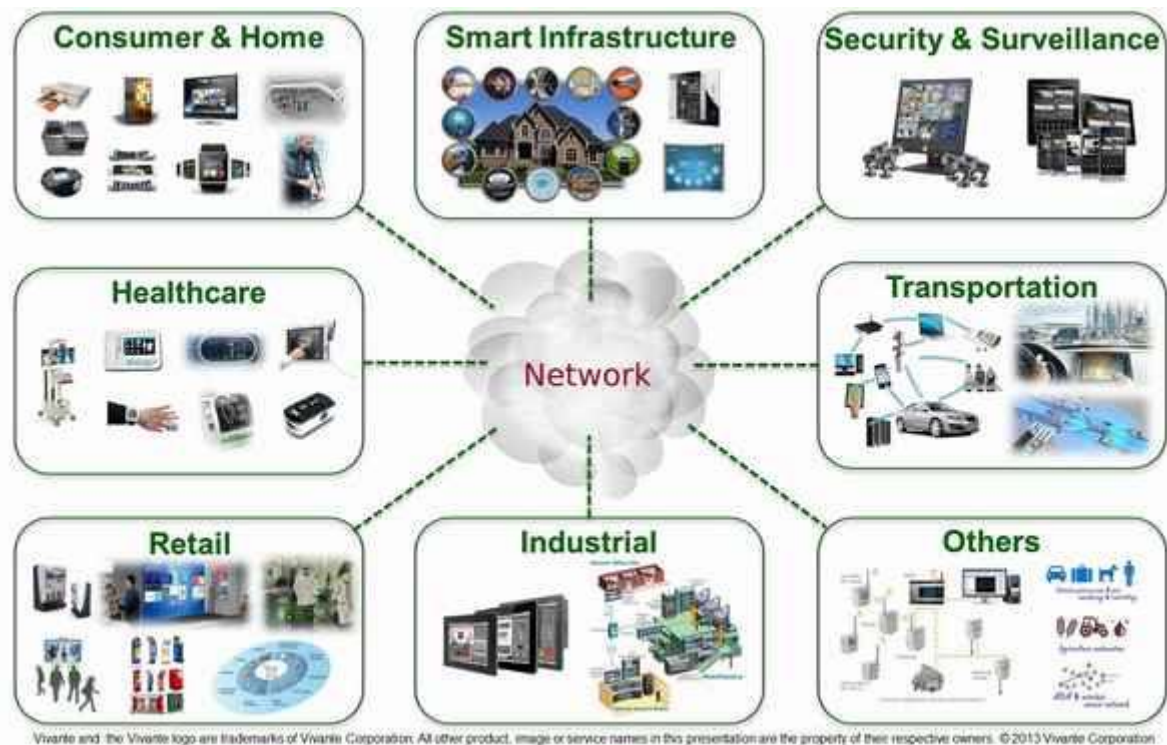 Consumer & Home
Smart Infrastructure
Security & Surveillance
Healthcare
Network
Transportation
Retail
Industrial
Others
Agriculture automation
Vivante and the Vivante logo are trademarks of Vivante Corporation. All other product, image or service names in this presentation are the property of their respective owners. ©2013 Vivante Corporation